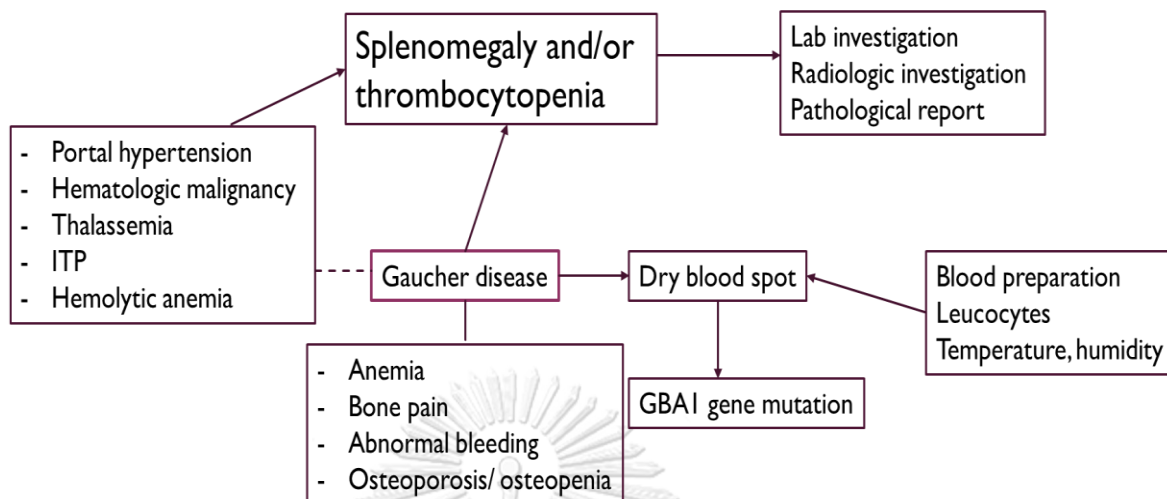 Splenomegaly and/or
thrombocytopenia
Lab investigation
Radiologic investigation
Pathological report
- Portal hypertension
- Hematologic malignancy
- Thalassemia
- ITP
- Hemolytic anemia
Gaucher disease
Dry blood spot
Blood preparation
Leucocytes
Temperature, humidity
- Anemia
- Bone pain
- Abnormal bleeding
- Osteoporosis/ osteopenia
GBA1 gene mutation